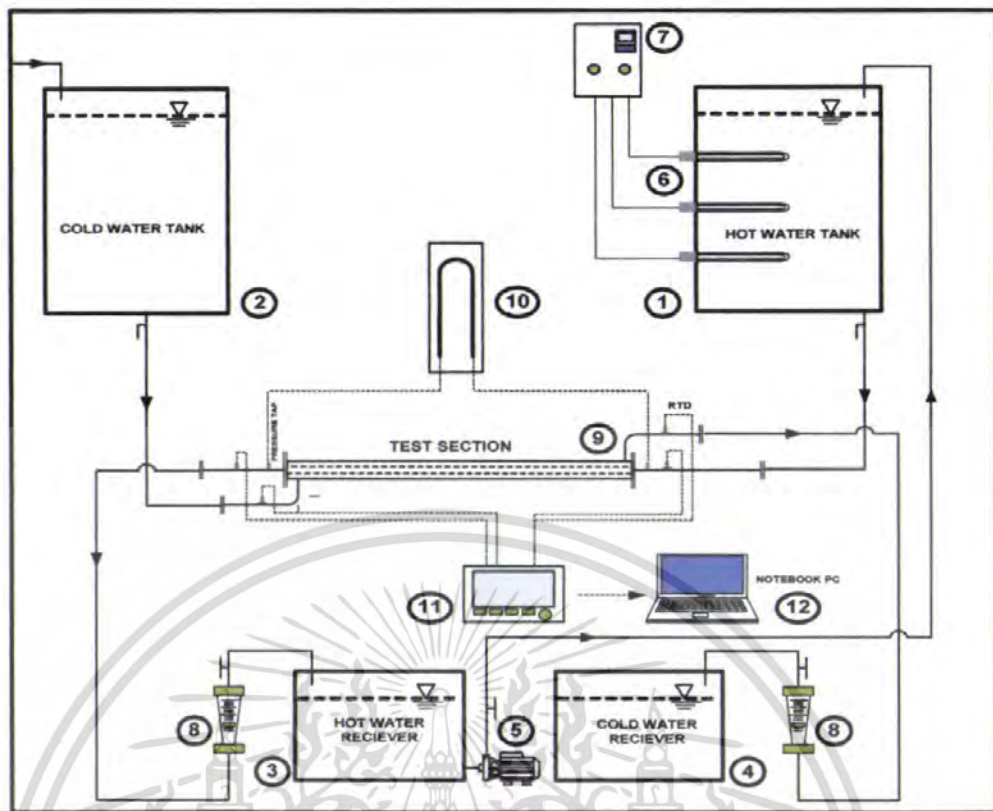 7
COLD WATER TANK
6
HOT WATER TANK
2
10
1
PRESSURE TAP
TEST SECTION
9
RTD
11
NOTEBOOK PC
12
8
HOT WATER
RECIEVER
5
COLD WATER
RECIEVER
8
3
4